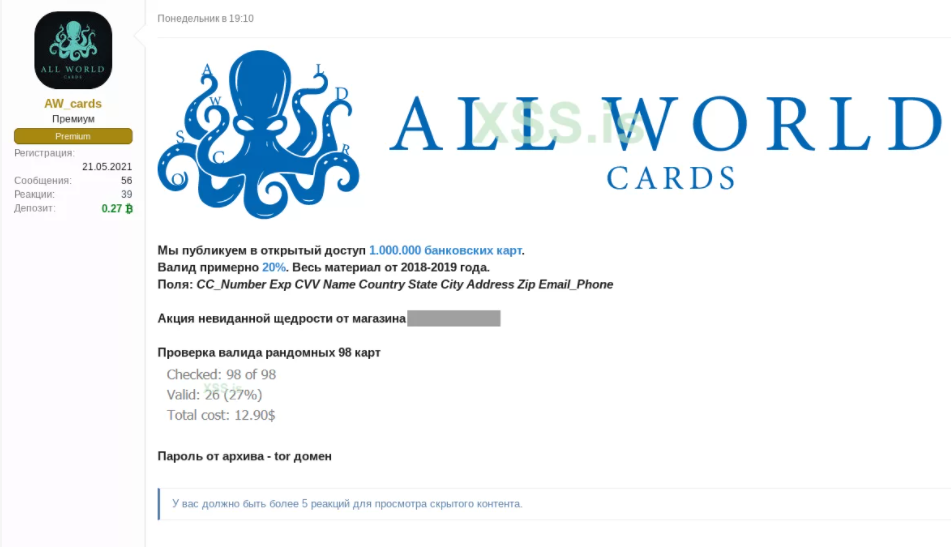 Понедельник в 19:10
ALL WORLD
CARDS
AW_cards
Премиум
Premium
Регистрация:
21.05.2021
Сообщения: 56
Реакции: 39
Депозит: 0.27 ₿
A L
W D
S C R
O
ALL WORLD
CARDS
XSS.is
Мы публикуем в открытый доступ 1.000.000 банковских карт.
Валид примерно 20%. Весь материал от 2018-2019 года.
Поля: CC_Number Exp CVV Name Country State City Address Zip Email_Phone
Акция невиданной щедрости от магазина
Проверка валида рандомных 98 карт
Checked: 98 of 98
XSS.is
Valid: 26 (27%)
Total cost: 12.90$
Пароль от архива - tor домен
У вас должно быть более 5 реакций для просмотра скрытого контента.